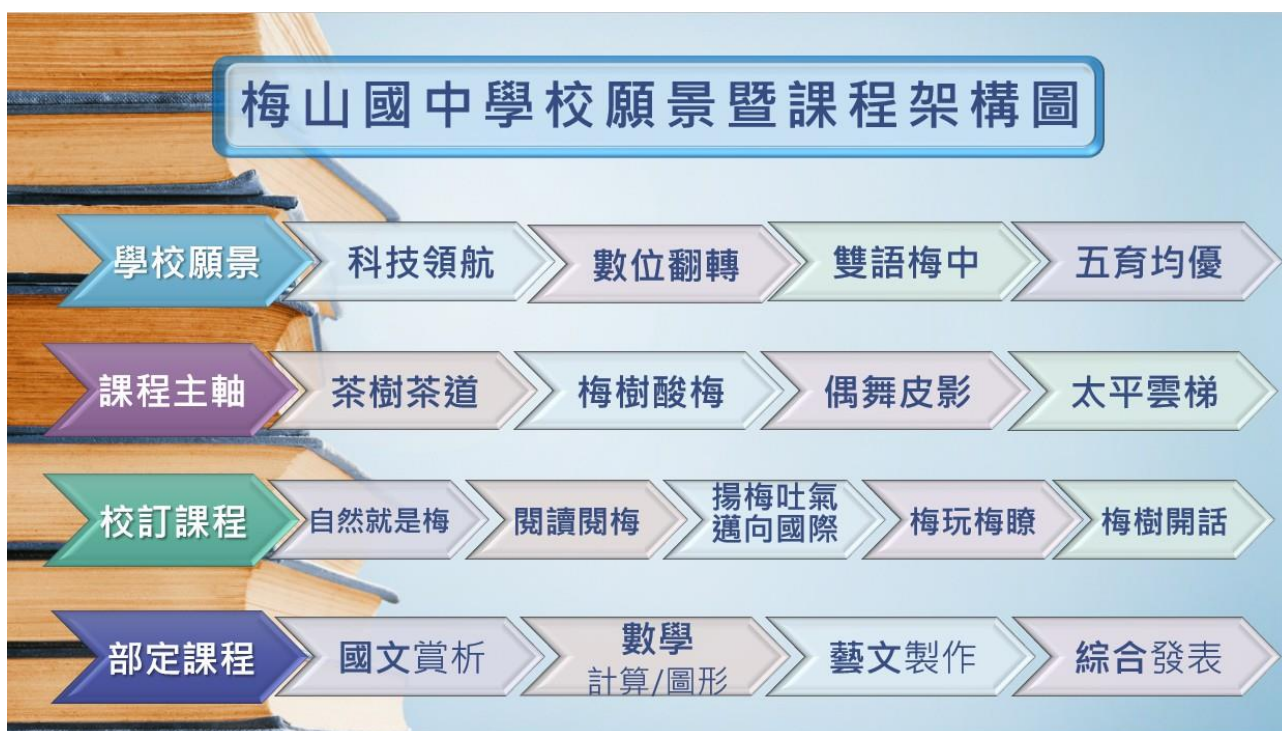 梅山國中學校願景暨課程架構圖
學校願景
科技領航
數位翻轉
雙語梅中
五育均優
課程主軸
茶樹茶道
梅樹酸梅
偶舞皮影
太平雲梯
校訂課程
自然就是梅
閱讀閱梅
揚梅吐氣
邁向國際
梅玩梅瞭
梅樹開話
部定課程
國文賞析
數學
計算/圖形
藝文製作
綜合發表